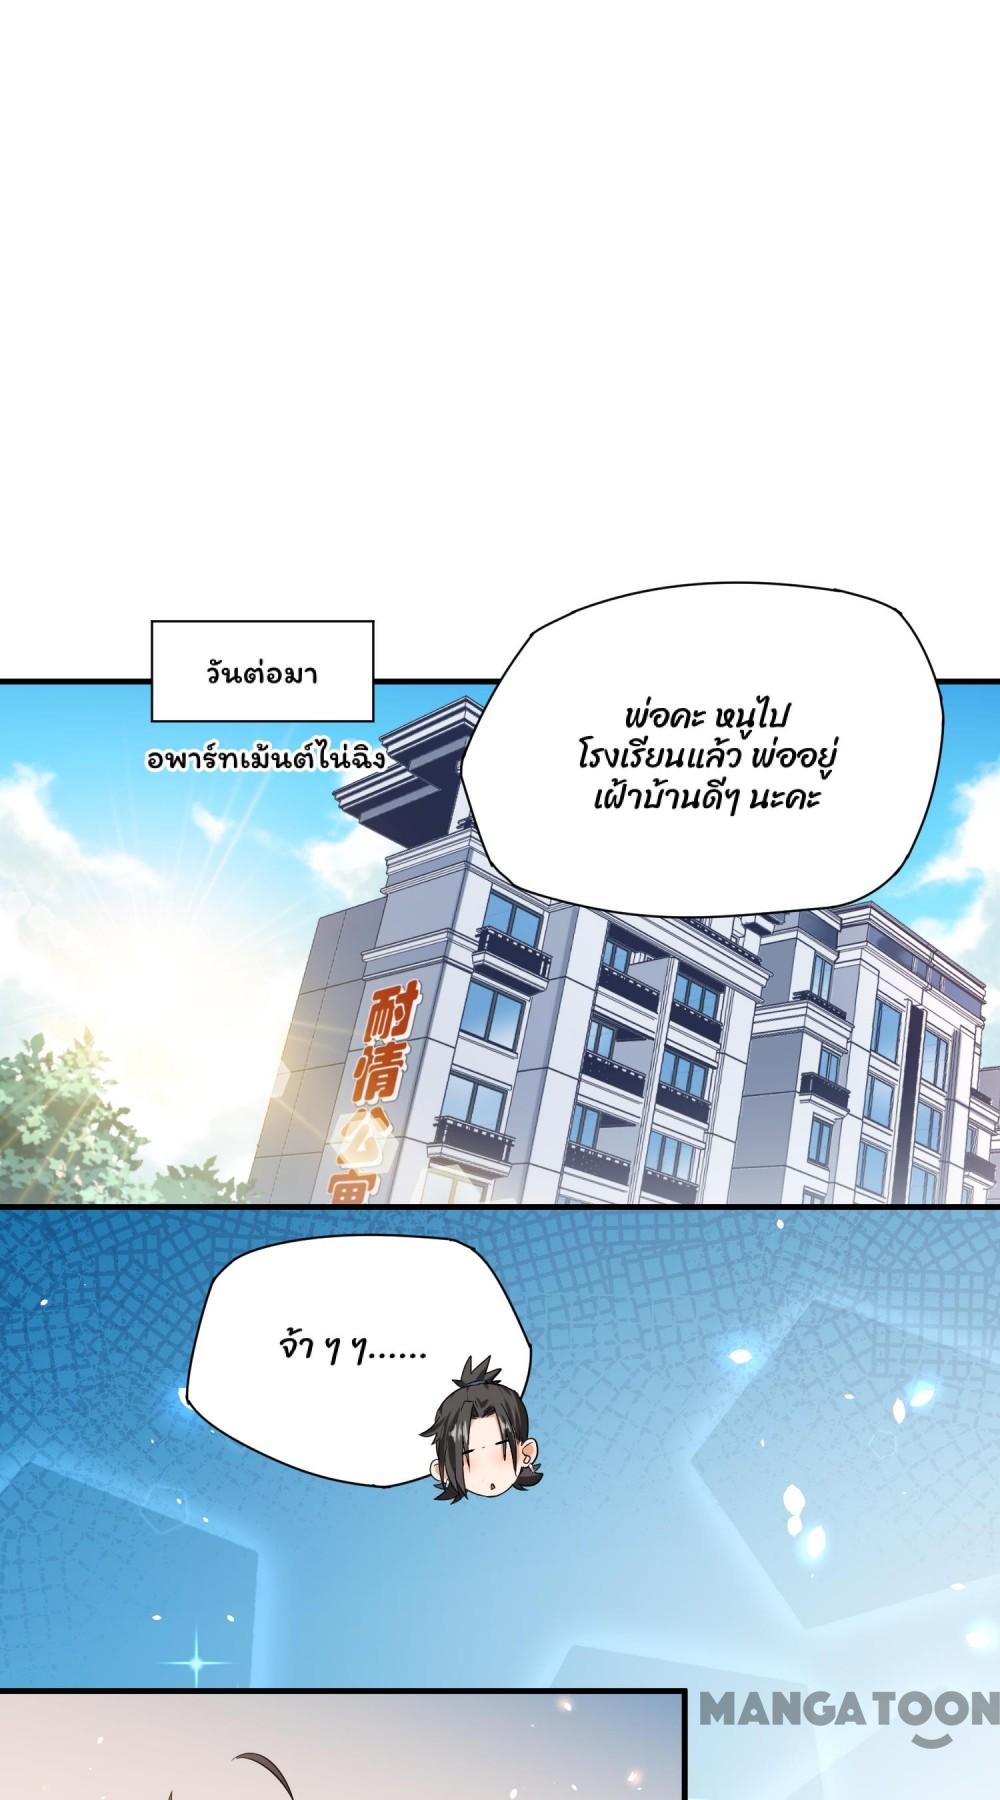 วันต่อมา
อพาร์ทเม้นต์ไน่ฉิง
พ่อคะ หนูไป
โรงเรียนแล้ว พ่ออยู่
เฝ้าบ้านดีๆ นะคะ
耐情公寓
จ้า ๆ ๆ......
MANGATOON